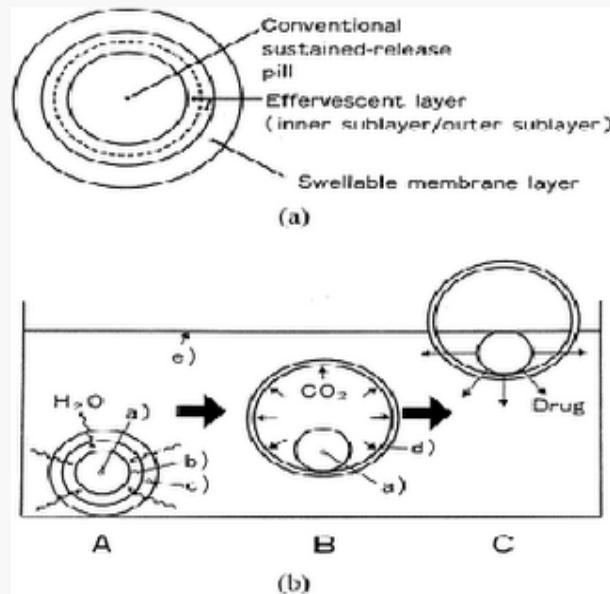 Conventional
sustained-release
pill
Effervescent layer
(inner sublayer/outer sublayer)
Swellable membrane layer
(a)
e)
H₂O
a)
b)
c)
CO₂
d)
a)
Drug
A
B
C
(b)